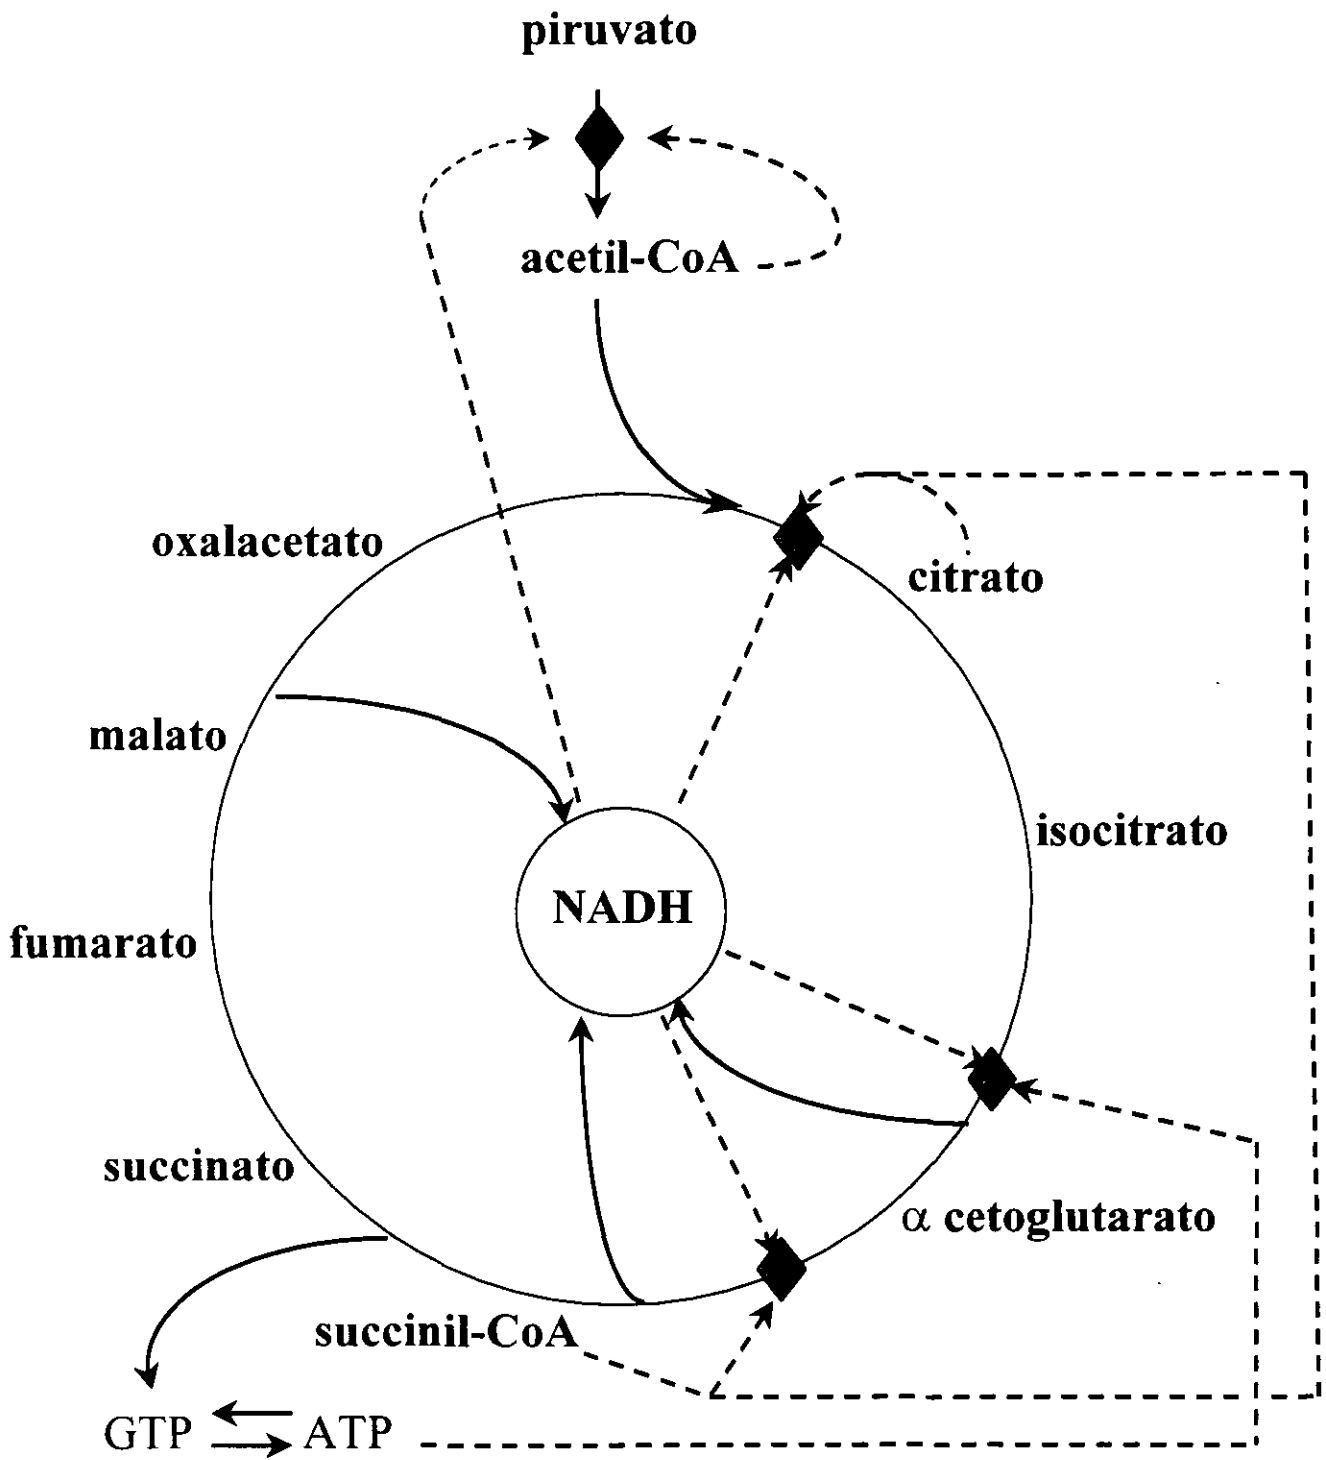 piruvato
acetil-CoA
oxalacetato
citrato
malato
isocitrato
NADH
fumarato
succinato
α cetoglutarato
succinil-CoA
GTP
ATP